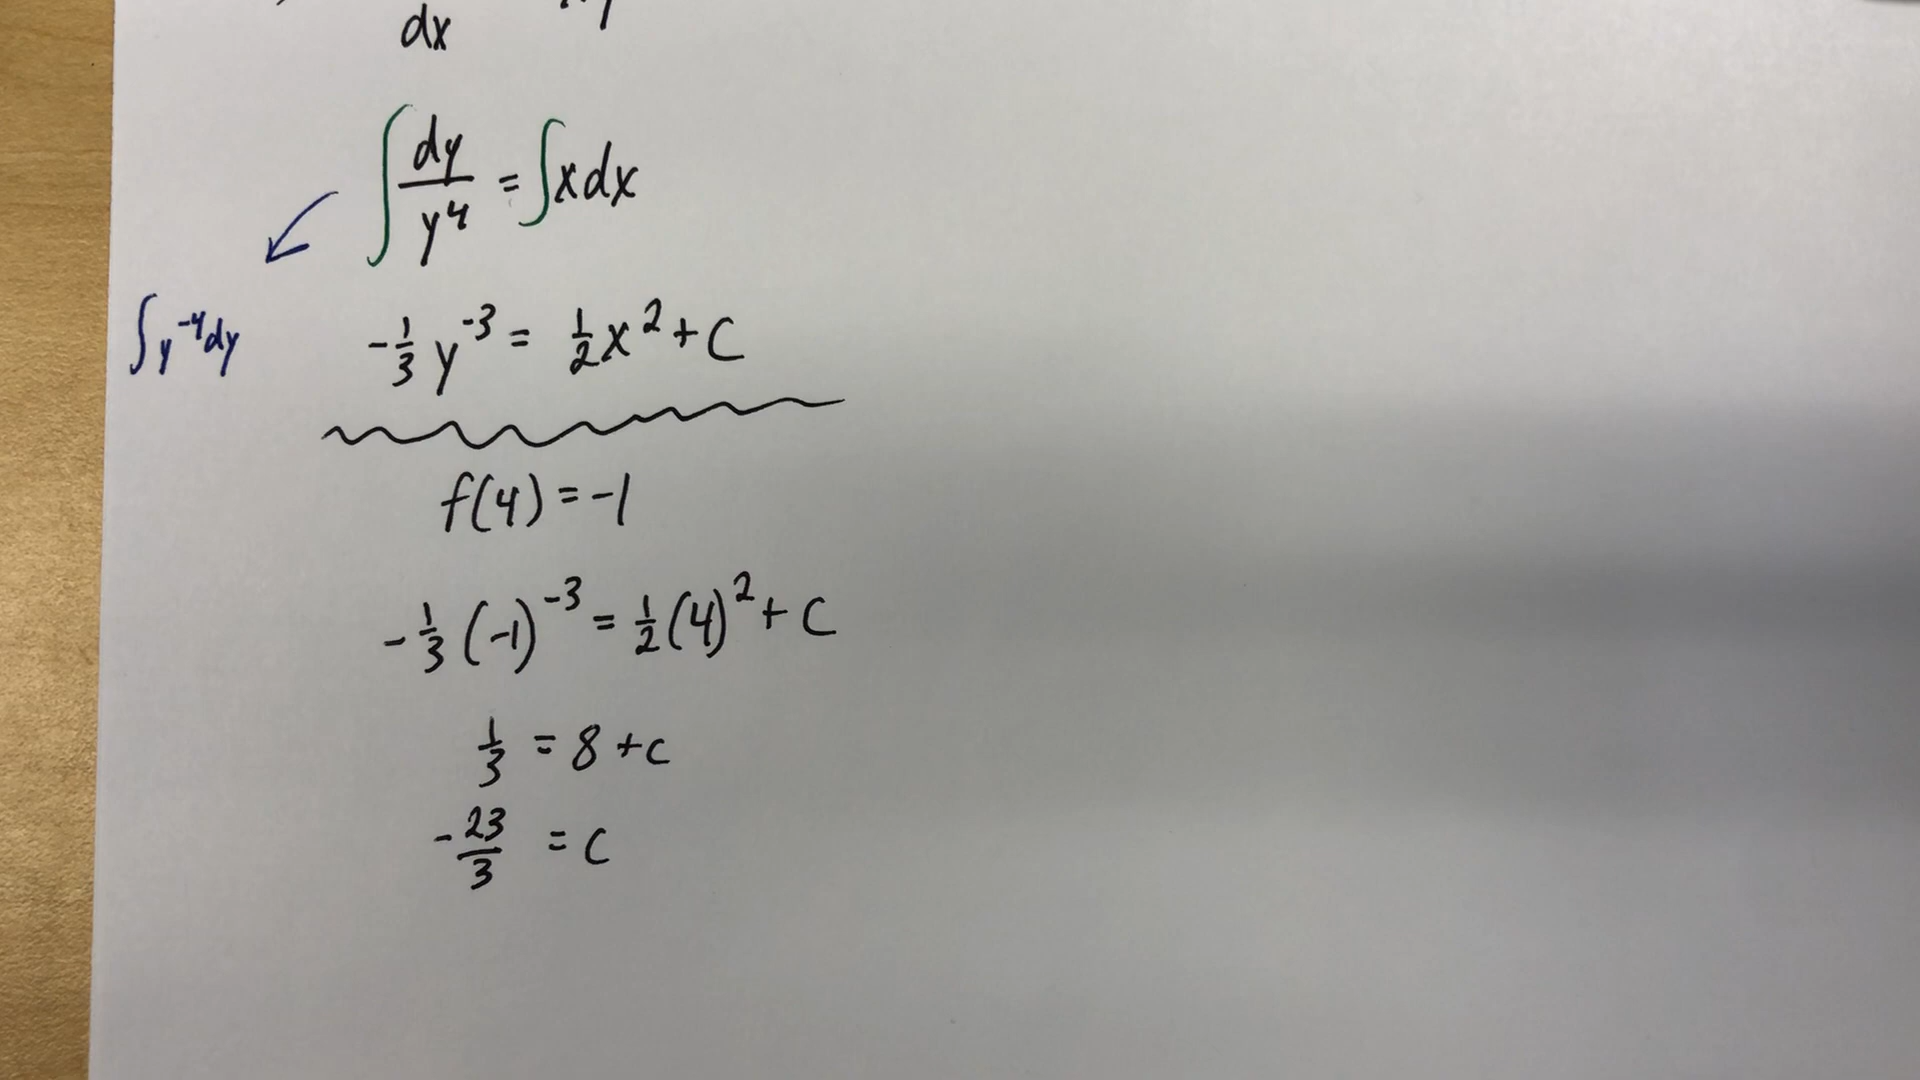 dx
∫ dy/y⁴ = ∫x dx
∫y⁻⁴dy
-1/3 y⁻³ = 1/2 x² + C
f(4) = -1
-1/3 (-1)⁻³ = 1/2 (4)² + C
1/3 = 8 + c
-23/3 = c